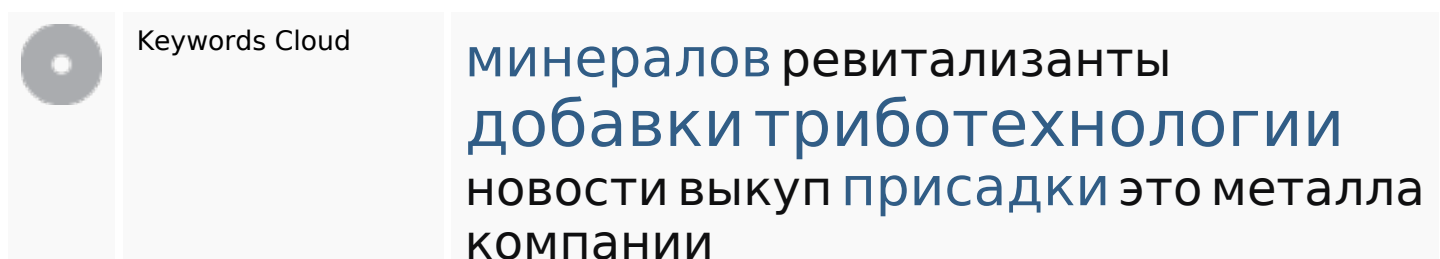 Keywords Cloud
минералов ревитализанты
добавки триботехнологии
новости выкуп присадки это металла
компании